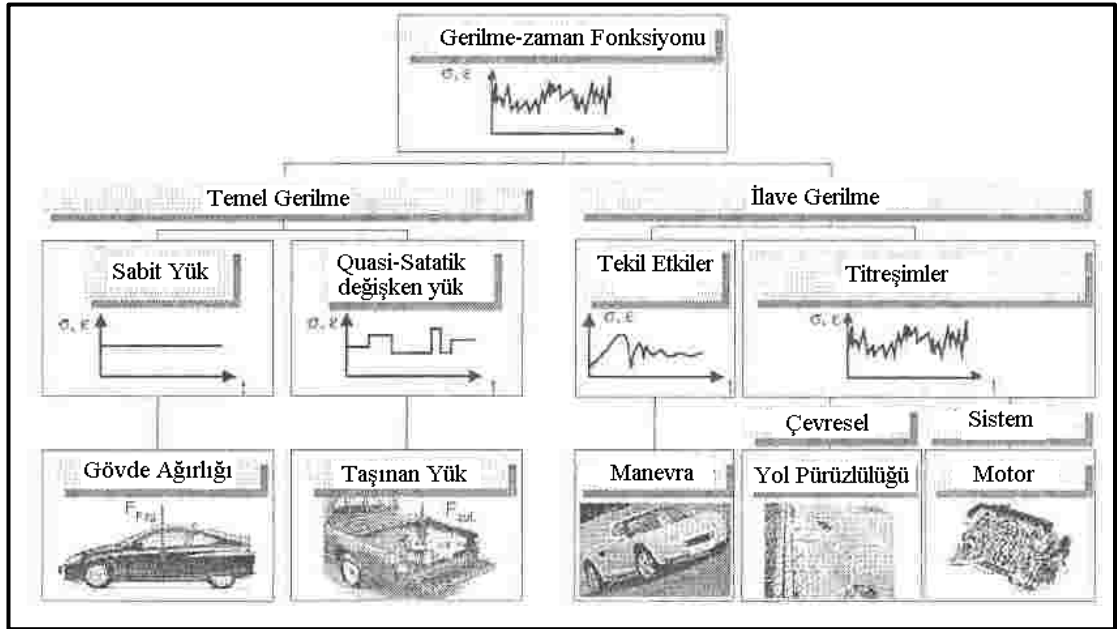 Gerilme-zaman Fonksiyonu
σ, ε
t
Temel Gerilme
İlave Gerilme
Sabit Yük
σ, ε
t
Quasi-Satatik
değişken yük
σ, ε
t
Tekil Etkiler
σ, ε
t
Titreşimler
σ, ε
t
Çevresel
Sistem
Gövde Ağırlığı
Taşınan Yük
Manevra
Yol Pürüzlülüğü
Motor